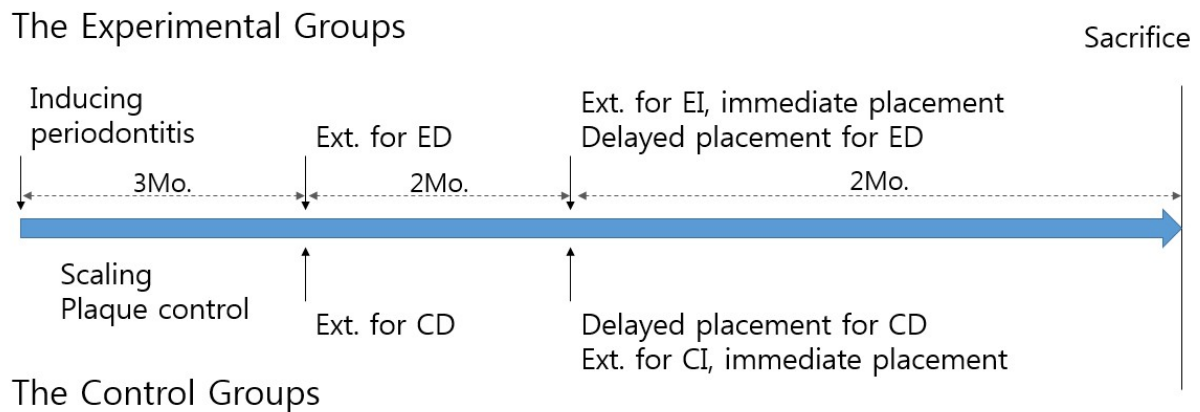 The Experimental Groups
Sacrifice
Inducing
periodontitis
Ext. for ED
Ext. for EI, immediate placement
Delayed placement for ED
3Mo.
2Mo.
2Mo.
Scaling
Plaque control
Ext. for CD
Delayed placement for CD
Ext. for CI, immediate placement
The Control Groups